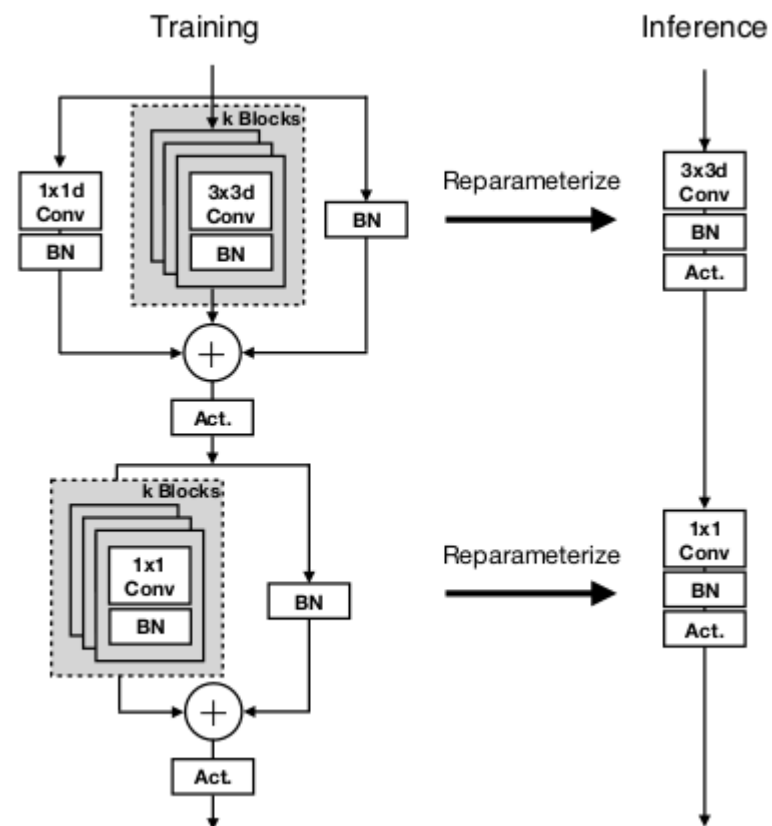 Training
Inference
k Blocks
1x1d
Conv
BN
3x3d
Conv
BN
BN
Reparameterize
3x3d
Conv
BN
Act.
+
Act.
k Blocks
1x1
Conv
BN
BN
Reparameterize
1x1
Conv
BN
Act.
+
Act.